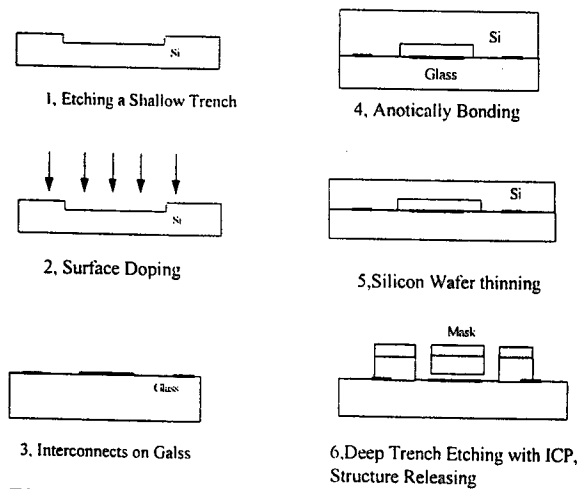 Si
1, Etching a Shallow Trench
Si
2, Surface Doping
Glass
3, Interconnects on Galss
Si
Glass
4, Anotically Bonding
Si
5,Silicon Wafer thinning
Mask
6,Deep Trench Etching with ICP,
Structure Releasing